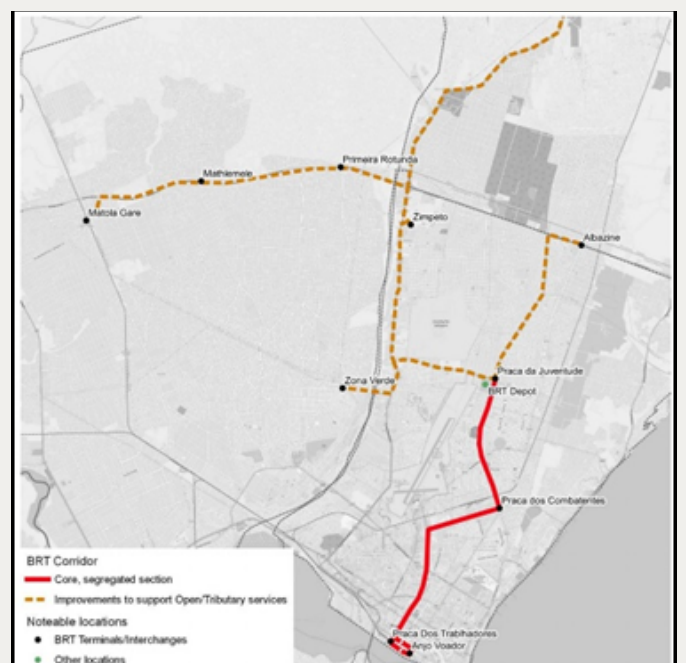 Primeira Rotunda
Mathlemele
Matola Gare
Zimpeto
Albazine
Praca da Juventude
Zona Verde
BRT Depot
Praca dos Combatentes
BRT Corridor
Core, segregated section
Improvements to support Open/Tributary services
Noteable locations
Praca Dos Trablhadores
BRT Terminals/Interchanges
Anjo Voador
Other locations